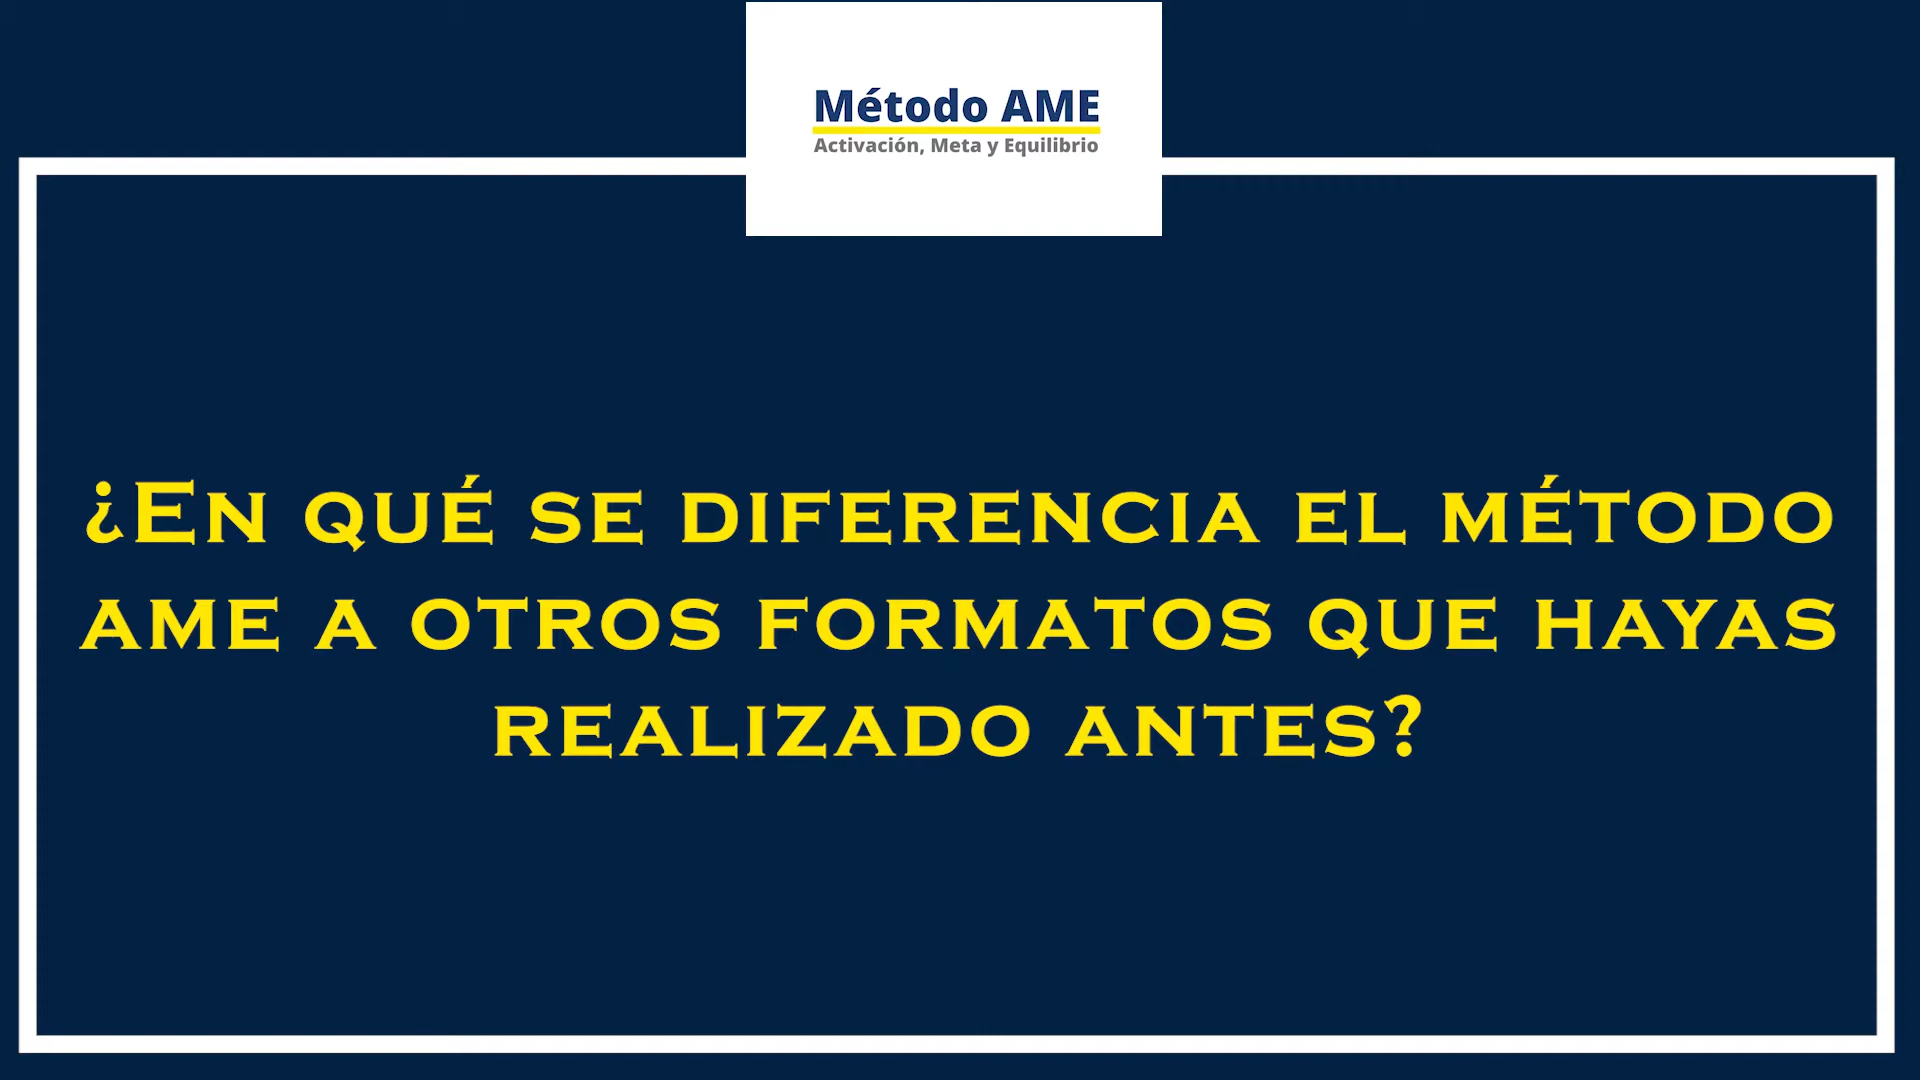 Método AME
Activación, Meta y Equilibrio
¿En qué se diferencia el método
ame a otros formatos que hayas
realizado antes?